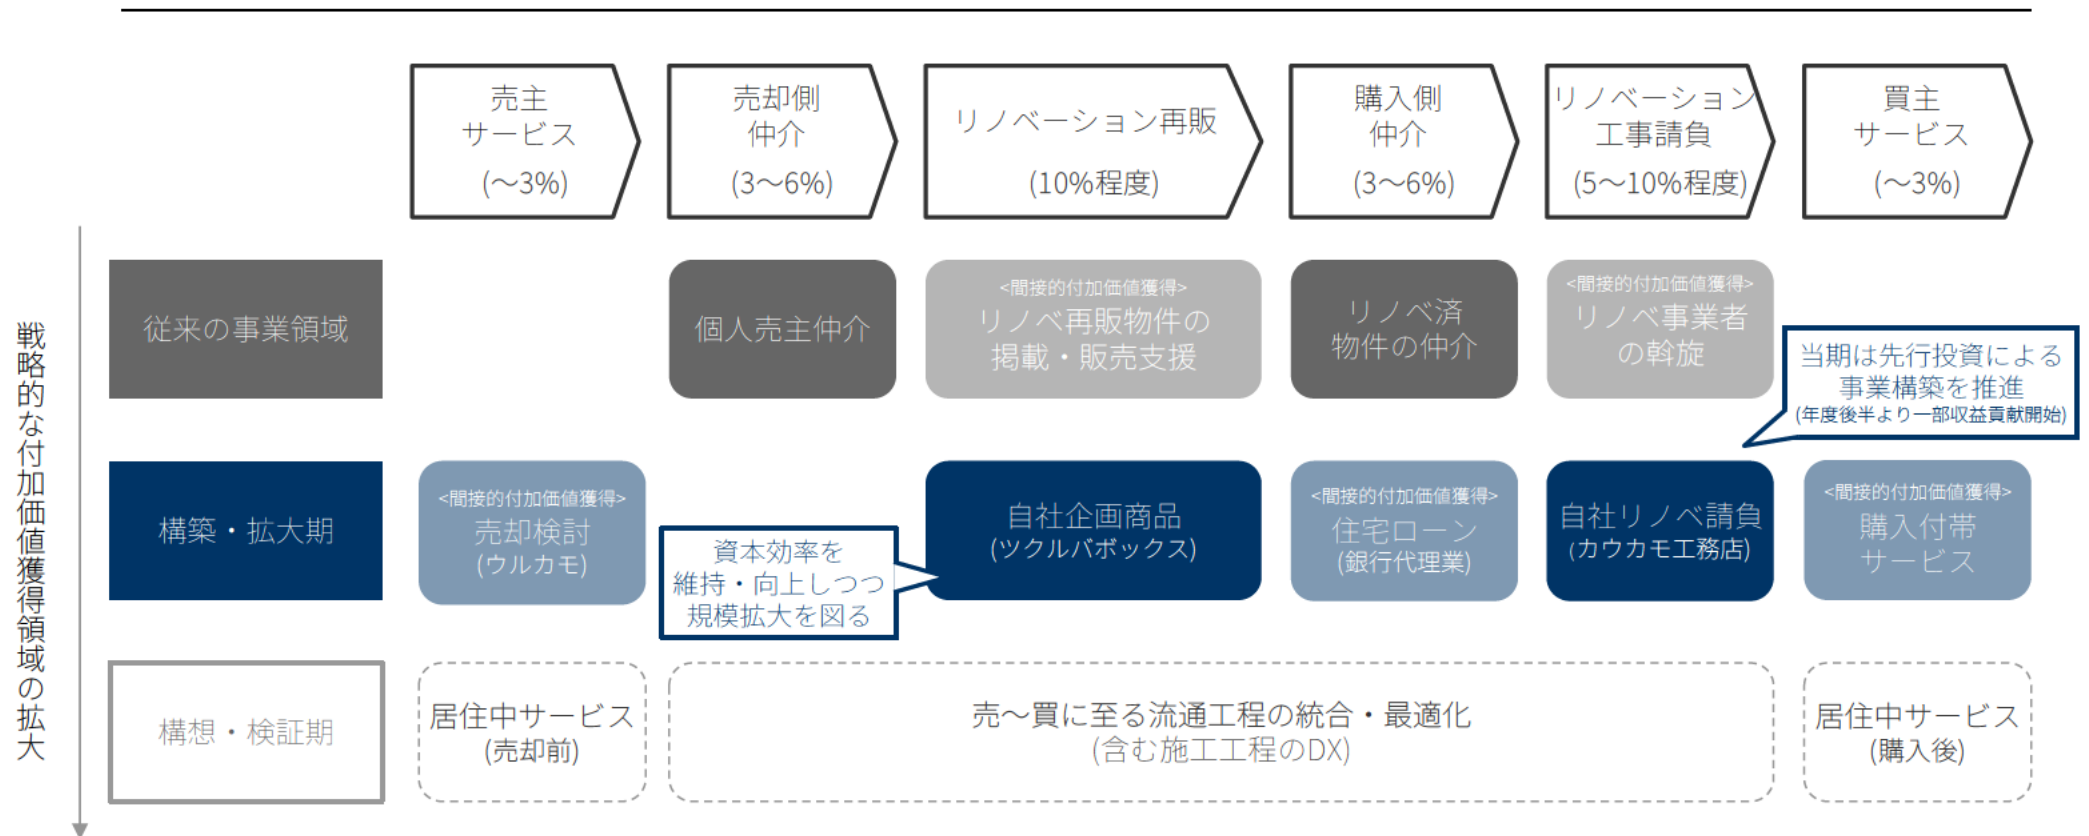 売主
サービス
(～3%)
売却側
仲介
(3～6%)
リノベーション再販
(10%程度)
購入側
仲介
(3～6%)
リノベーション
工事請負
(5～10%程度)
買主
サービス
(～3%)
戦略的な付加価値獲得領域の拡大
従来の事業領域
個人売主仲介
<間接的付加価値獲得>
リノベ再販物件の
掲載・販売支援
リノベ済
物件の仲介
<間接的付加価値獲得>
リノベ事業者
の斡旋
当期は先行投資による
事業構築を推進
(年度後半より一部収益貢献開始)
構築・拡大期
<間接的付加価値獲得>
売却検討
(ウルカモ)
資本効率を
維持・向上しつつ
規模拡大を図る
自社企画商品
(ツクルバボックス)
<間接的付加価値獲得>
住宅ローン
(銀行代理業)
自社リノベ請負
(カウカモ工務店)
<間接的付加価値獲得>
購入付帯
サービス
構想・検証期
居住中サービス
(売却前)
売～買に至る流通工程の統合・最適化
(含む施工工程のDX)
居住中サービス
(購入後)